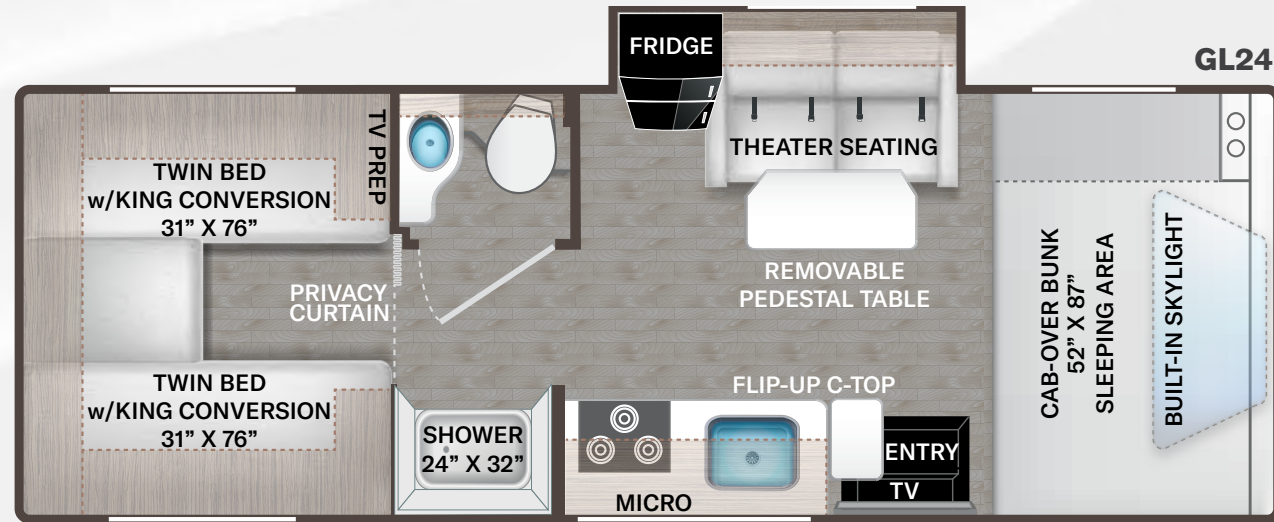 GL24
FRIDGE
THEATER SEATING
TV PREP
TWIN BED
w/KING CONVERSION
31” X 76”
PRIVACY
CURTAIN
REMOVABLE
PEDESTAL TABLE
CAB-OVER BUNK
52” X 87”
SLEEPING AREA
BUILT-IN SKYLIGHT
TWIN BED
w/KING CONVERSION
31” X 76”
SHOWER
24” X 32”
FLIP-UP C-TOP
MICRO
ENTRY
TV